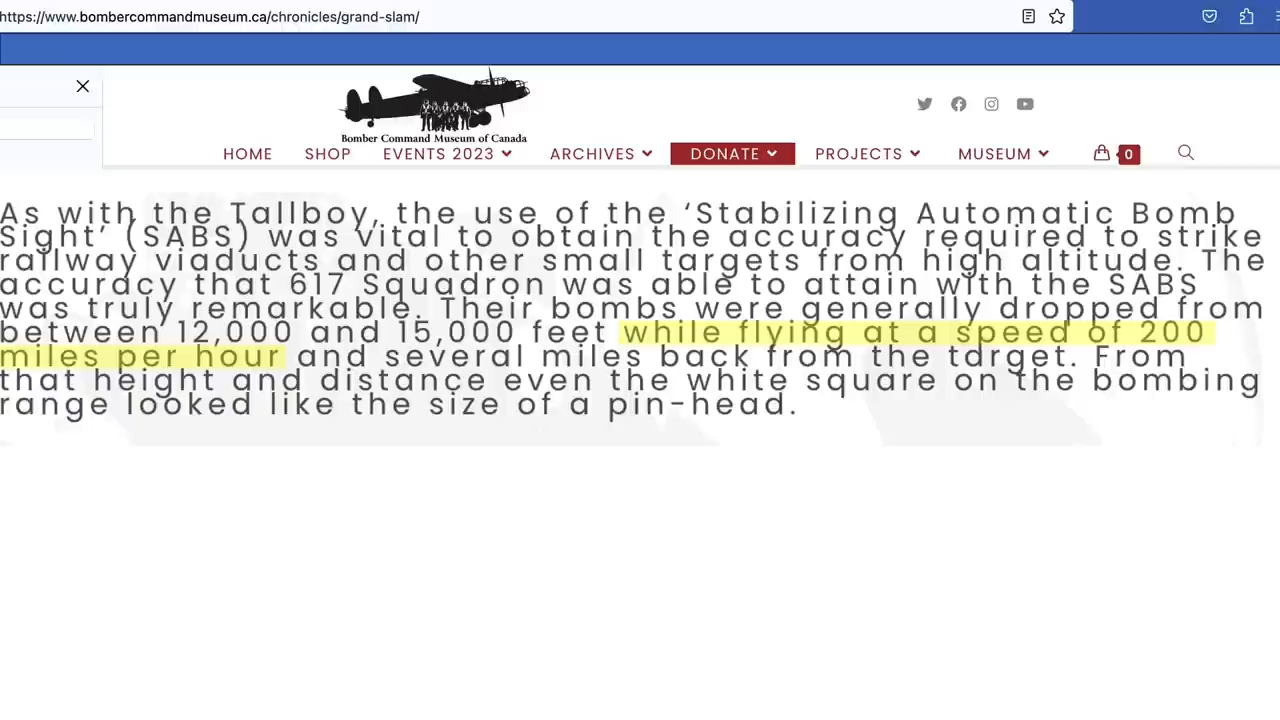 https://www.bombercommandmuseum.ca/chronicles/grand-slam/
Bomber Command Museum of Canada
HOME SHOP EVENTS 2023 ARCHIVES DONATE PROJECTS MUSEUM 0
As with the Tallboy, the use of the ‘Stabilizing Automatic Bomb
Sight’ (SABS) was vital to obtain the accuracy required to strike
railway viaducts and other small targets from high altitude. The
accuracy that 617 Squadron was able to attain with the SABS
was truly remarkable. Their bombs were generally dropped from
between 12,000 and 15,000 feet while flying at a speed of 200
miles per hour and several miles back from the target. From
that height and distance even the white square on the bombing
range looked like the size of a pin-head.